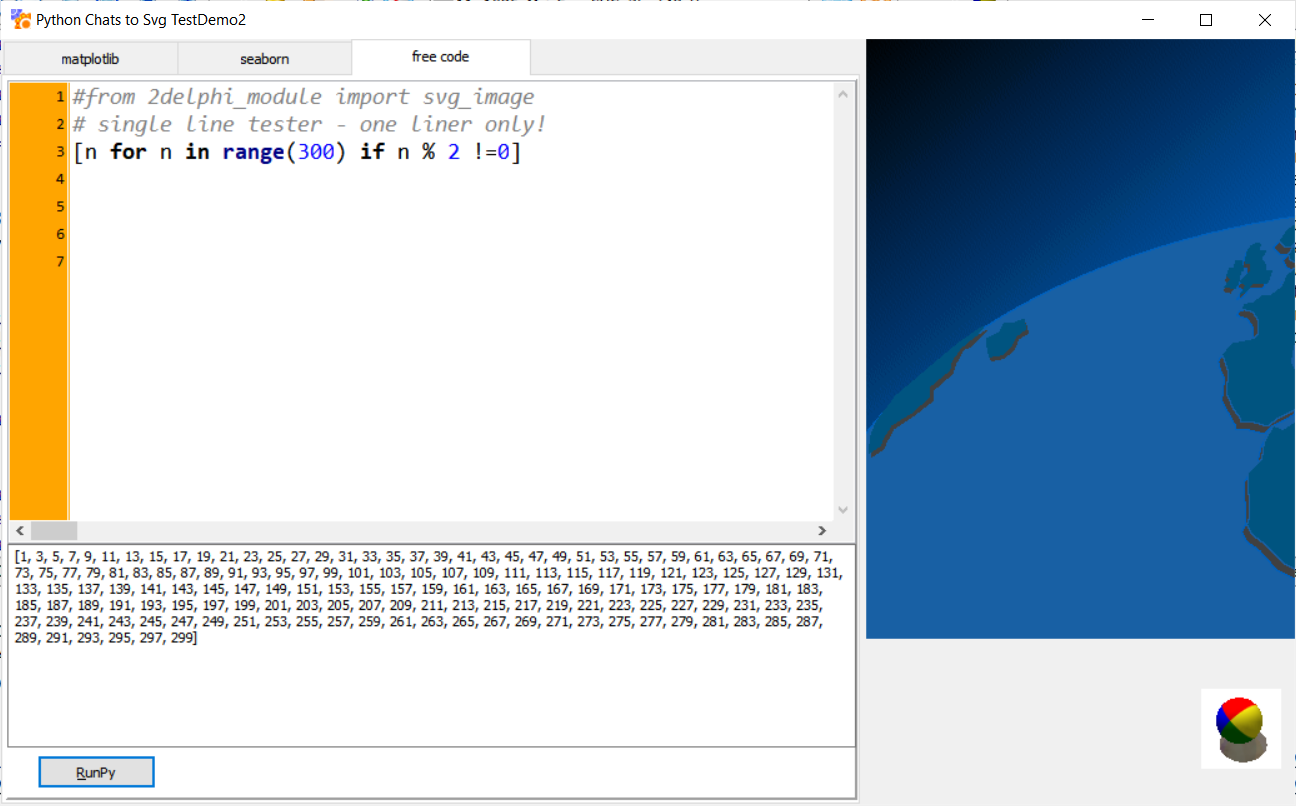 Python Chats to Svg TestDemo2
matplotlib seaborn free code
1 #from 2delphi_module import svg_image
2 # single line tester - one liner only!
3 [n for n in range(300) if n % 2 !=0]
4
5
6
7
[1, 3, 5, 7, 9, 11, 13, 15, 17, 19, 21, 23, 25, 27, 29, 31, 33, 35, 37, 39, 41, 43, 45, 47, 49, 51, 53, 55, 57, 59, 61, 63, 65, 67, 69, 71,
73, 75, 77, 79, 81, 83, 85, 87, 89, 91, 93, 95, 97, 99, 101, 103, 105, 107, 109, 111, 113, 115, 117, 119, 121, 123, 125, 127, 129, 131,
133, 135, 137, 139, 141, 143, 145, 147, 149, 151, 153, 155, 157, 159, 161, 163, 165, 167, 169, 171, 173, 175, 177, 179, 181, 183,
185, 187, 189, 191, 193, 195, 197, 199, 201, 203, 205, 207, 209, 211, 213, 215, 217, 219, 221, 223, 225, 227, 229, 231, 233, 235,
237, 239, 241, 243, 245, 247, 249, 251, 253, 255, 257, 259, 261, 263, 265, 267, 269, 271, 273, 275, 277, 279, 281, 283, 285, 287,
289, 291, 293, 295, 297, 299]
RunPy